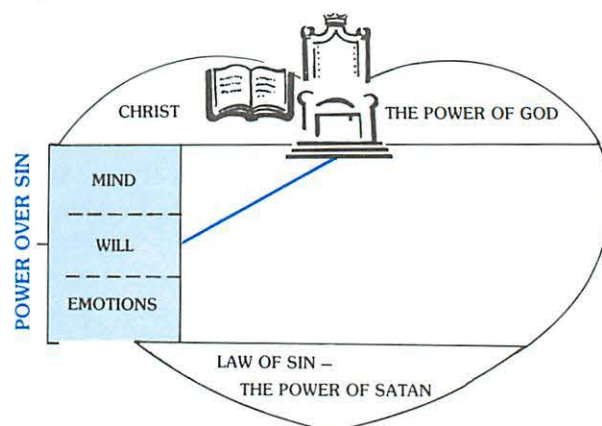 CHRIST
THE POWER OF GOD
POWER OVER SIN
MIND
WILL
EMOTIONS
LAW OF SIN –
THE POWER OF SATAN